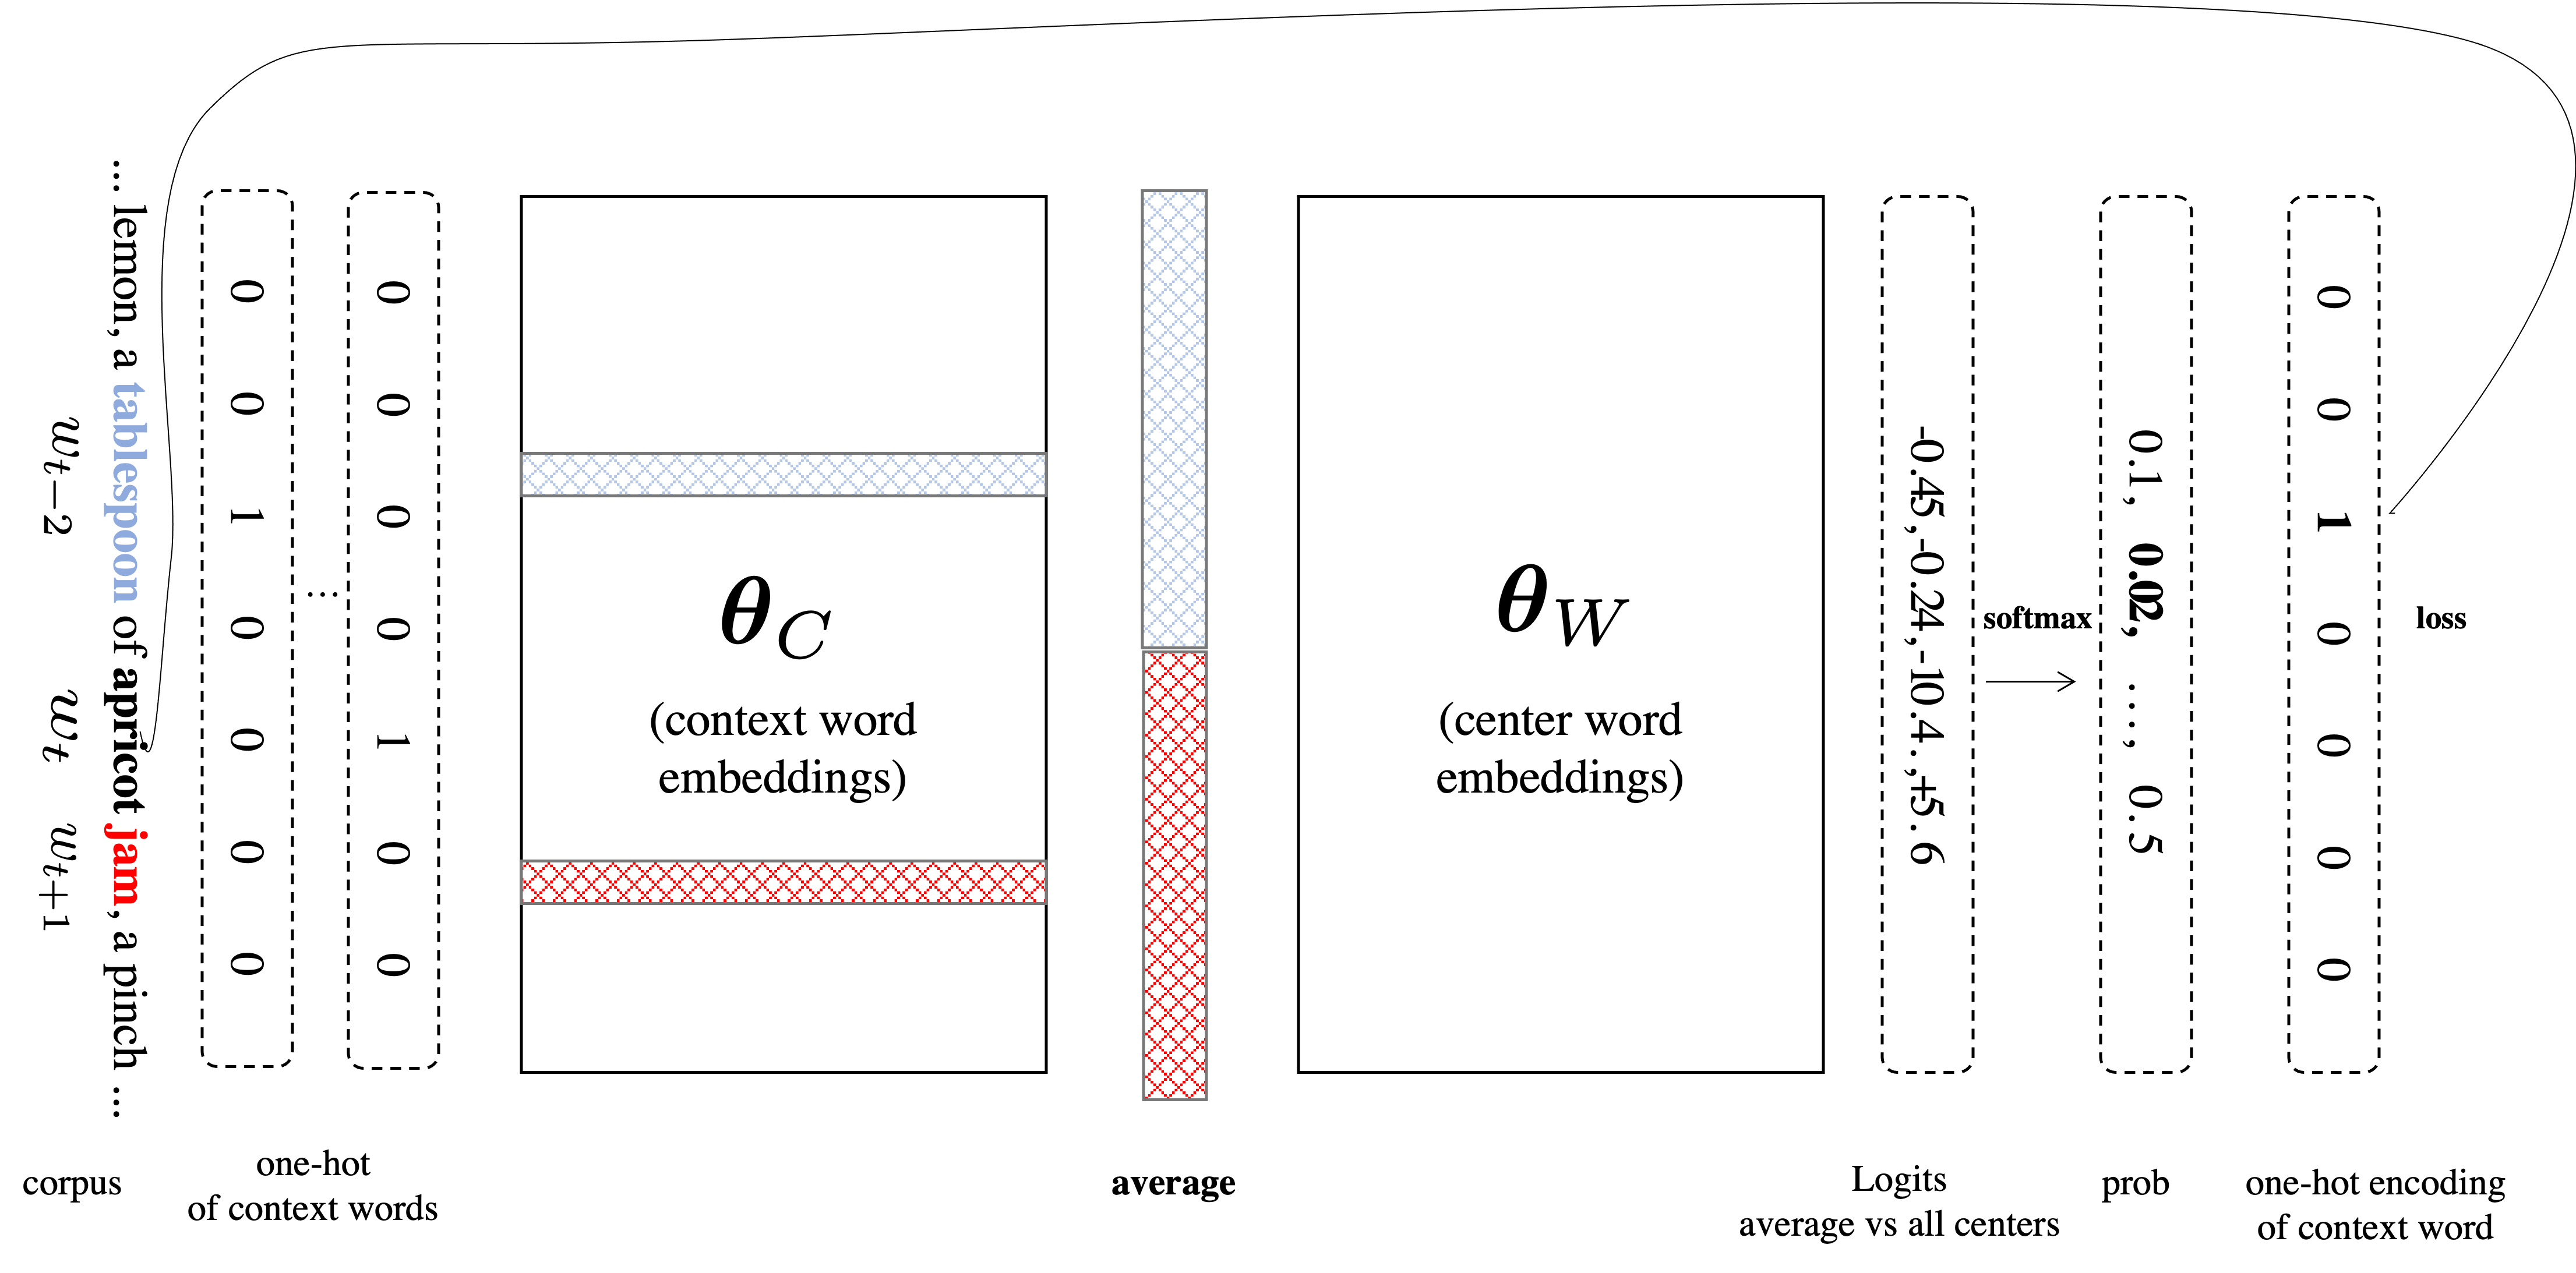 ... lemon, a tablespoon of apricot jam, a pinch ...
w_{t-2}
w_t
w_{t+1}
0 0 1 0 0 0 0
...
0 0 0 0 1 0 0
θ_C
(context word
embeddings)
θ_W
(center word
embeddings)
-0.45,-0.24,-10.4.,+5.6
softmax
0.1, 0.02, ...., 0.5
0 0 1 0 0 0 0
loss
corpus
one-hot
of context words
average
Logits
average vs all centers
prob
one-hot encoding
of context word